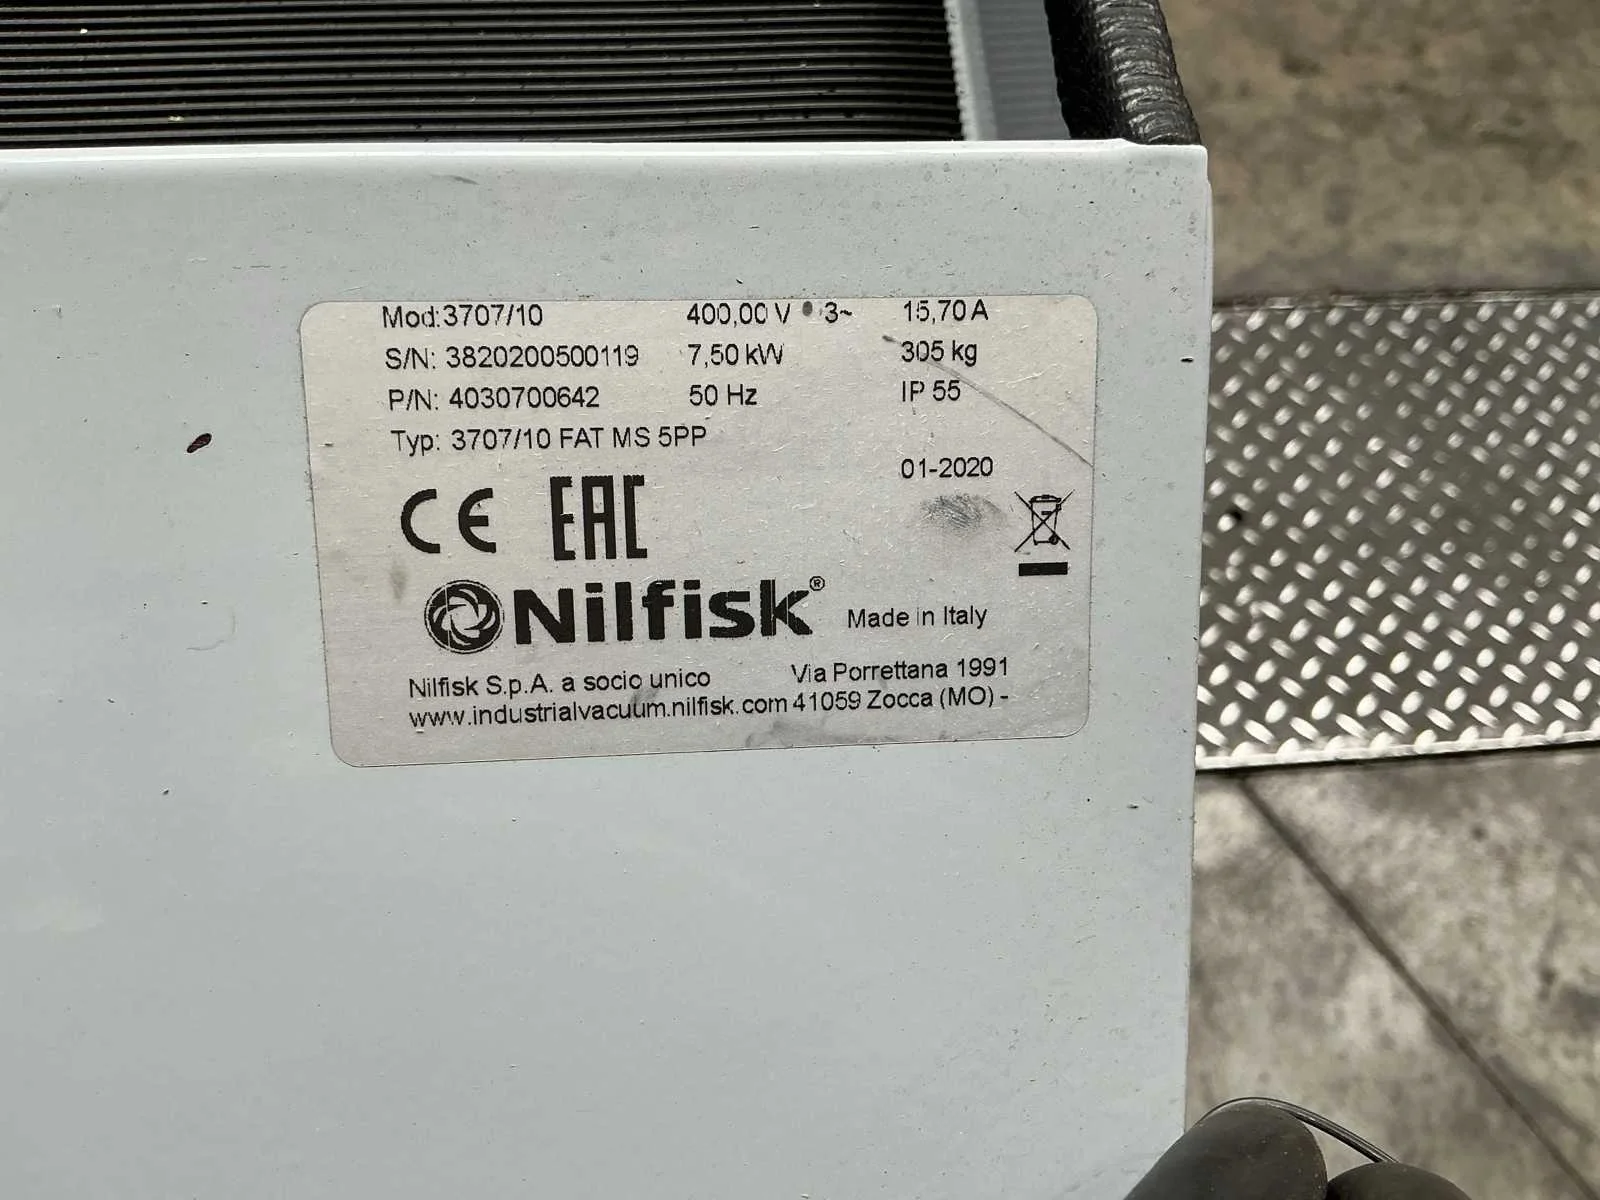 Mod:3707/10 400,00 V 3~ 15,70 A
S/N: 3820200500119 7,50 kW 305 kg
P/N: 4030700642 50 Hz IP 55
Typ: 3707/10 FAT MS 5PP
01-2020
CE EAC
Nilfisk®
Made in Italy
Nilfisk S.p.A. a socio unico Via Porrettana 1991
www.industrialvacuum.nilfisk.com 41059 Zocca (MO) -